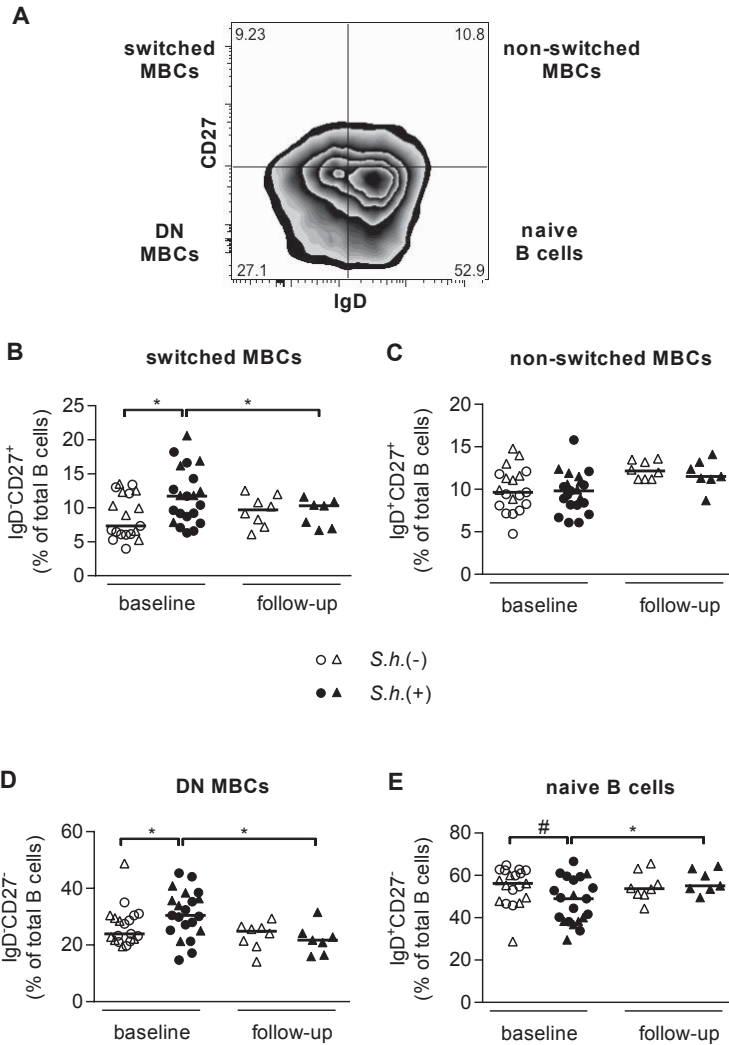 A
switched
MBCs
9.23
10.8
non-switched
MBCs
CD27
DN
MBCs
27.1
52.9
naive
B cells
IgD
B
switched MBCs
IgD⁻CD27⁺
(% of total B cells)
25
20
15
10
5
0
*
*
baseline
follow-up
C
non-switched MBCs
IgD⁺CD27⁺
(% of total B cells)
20
15
10
5
0
baseline
follow-up
S.h.(-)
S.h.(+)
D
DN MBCs
IgD⁻CD27⁻
(% of total B cells)
60
40
20
0
*
*
baseline
follow-up
E
naive B cells
IgD⁺CD27⁻
(% of total B cells)
80
60
40
20
0
#
*
baseline
follow-up